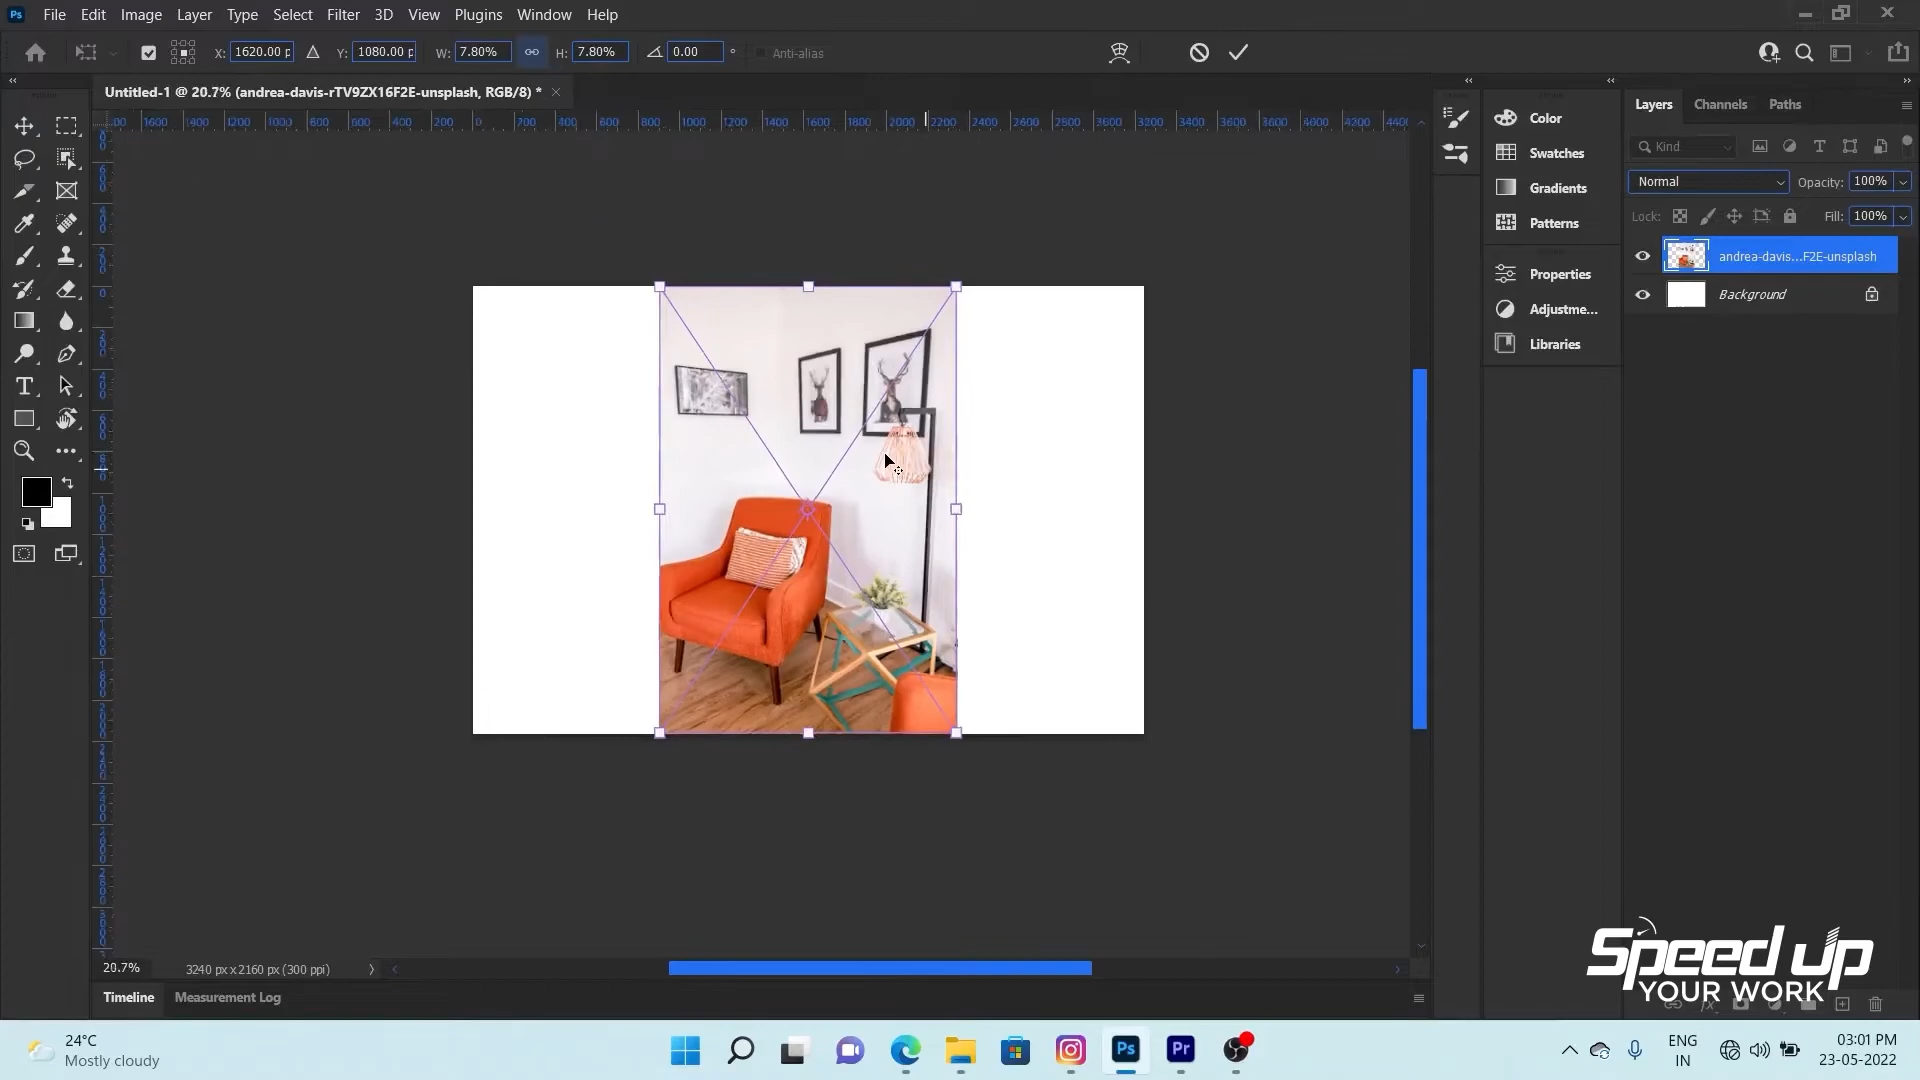 Ps File Edit Image Layer Type Select Filter 3D View Plugins Window Help
X: 1620.00 p Y: 1080.00 p W: 7.80% H: 7.80% 0.00 ° Anti-alias
Untitled-1 @ 20.7% (andrea-davis-rTV9ZX16F2E-unsplash, RGB/8) *
Color
Swatches
Gradients
Patterns
Properties
Adjustme...
Libraries
Layers Channels Paths
Kind
Normal Opacity: 100%
Lock: Fill: 100%
andrea-davis...F2E-unsplash
Background
20.7% 3240 px x 2160 px (300 ppi)
Timeline Measurement Log
Speed up
YOUR WORK
24°C
Mostly cloudy
Ps Pr
ENG
IN
03:01 PM
23-05-2022